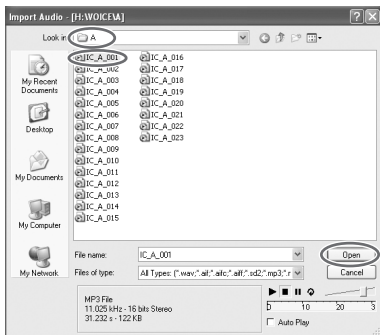 Import Audio - [H:WOICE\A]
Look in: A
My Recent Documents
Desktop
My Documents
My Computer
My Network
IC_A_001
IC_A_002
IC_A_003
IC_A_004
IC_A_005
IC_A_006
IC_A_007
IC_A_008
IC_A_009
IC_A_010
IC_A_011
IC_A_012
IC_A_013
IC_A_014
IC_A_015
IC_A_016
IC_A_017
IC_A_018
IC_A_019
IC_A_020
IC_A_021
IC_A_022
IC_A_023
File name: IC_A_001
Open
Files of type: All Types: (*.wav;*.aif;*.aifc;*.aiff;*.sd2;*.mp3;*.r
Cancel
MP3 File
11.025 kHz - 16 bits Stereo
31.232 s - 122 KB
10 20 3
Auto Play